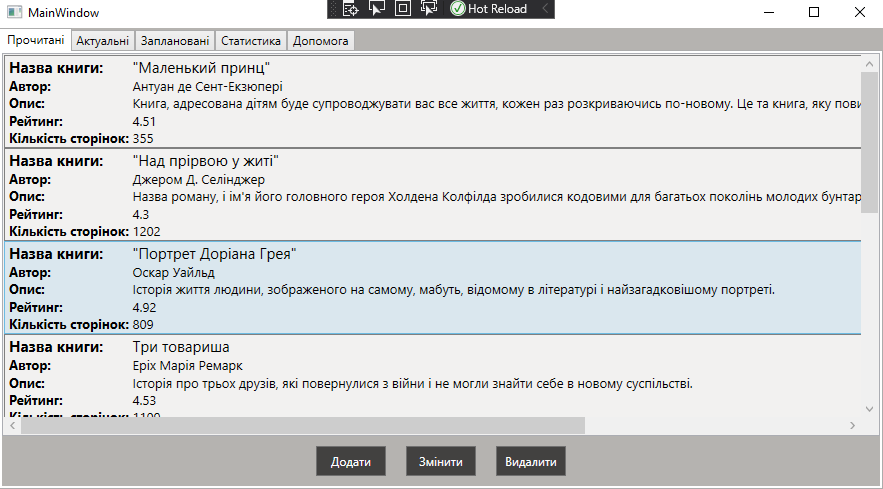 MainWindow
Hot Reload
Прочитані Актуальні Заплановані Статистика Допомога
Назва книги: "Маленький принц"
Автор: Антуан де Сент-Екзюпері
Опис: Книга, адресована дітям буде супроводжувати вас все життя, кожен раз розкриваючись по-новому. Це та книга, яку пови
Рейтинг: 4.51
Кількість сторінок: 355
Назва книги: "Над прірвою у житі"
Автор: Джером Д. Селінджер
Опис: Назва роману, і ім'я його головного героя Холдена Колфілда зробилися кодовими для багатьох поколінь молодих бунтар
Рейтинг: 4.3
Кількість сторінок: 1202
Назва книги: "Портрет Доріана Грея"
Автор: Оскар Уайльд
Опис: Історія життя людини, зображеного на самому, мабуть, відомому в літературі і найзагадковішому портреті.
Рейтинг: 4.92
Кількість сторінок: 809
Назва книги: Три товариша
Автор: Еріх Марія Ремарк
Опис: Історія про трьох друзів, які повернулися з війни і не могли знайти себе в новому суспільстві.
Рейтинг: 4.53
Кількість сторінок:
Додати Змінити Видалити